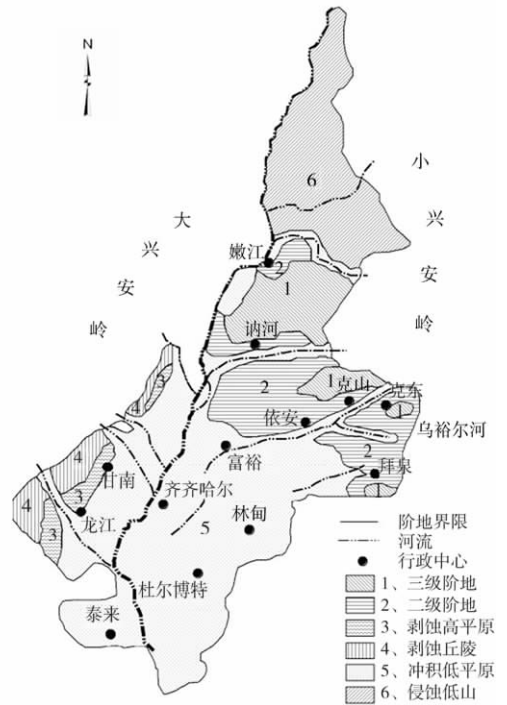 N
小兴安岭
大兴安岭
6
嫩江
2
1
讷河
1
克山
克东
1
2
依安
乌裕尔河
2
拜泉
1
富裕
3
4
4
甘南
4
3
3
龙江
齐齐哈尔
5
林甸
杜尔博特
泰来
阶地界限
河流
行政中心
1、三级阶地
2、二级阶地
3、剥蚀高平原
4、剥蚀丘陵
5、冲积低平原
6、侵蚀低山